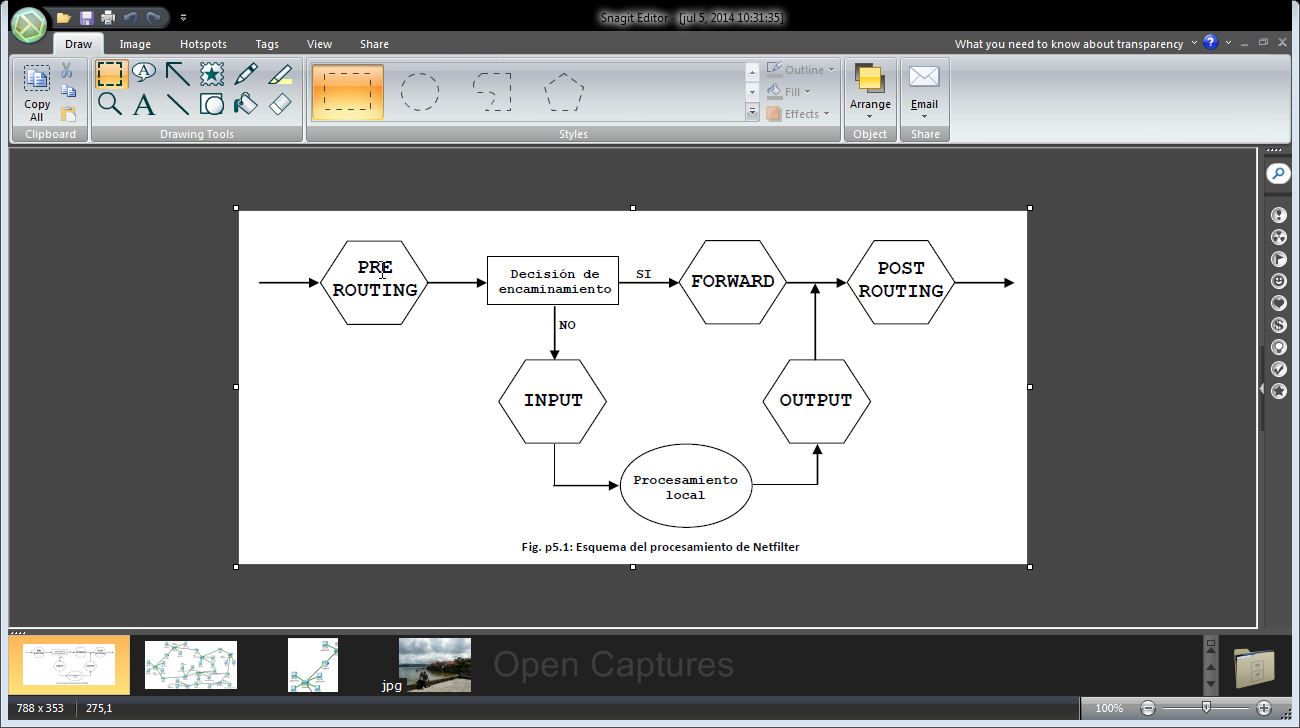 Snagit Editor - [jul 5, 2014 10:31:35]
Draw
Image
Hotspots
Tags
View
Share
What you need to know about transparency
Copy
All
Clipboard
Drawing Tools
Styles
Outline
Fill
Effects
Arrange
Object
Email
Share
PRE
ROUTING
Decisión de
encaminamiento
SI
FORWARD
POST
ROUTING
NO
INPUT
OUTPUT
Procesamiento
local
Fig. p5.1: Esquema del procesamiento de Netfilter
jpg
Open Captures
788 x 353
275,1
100%